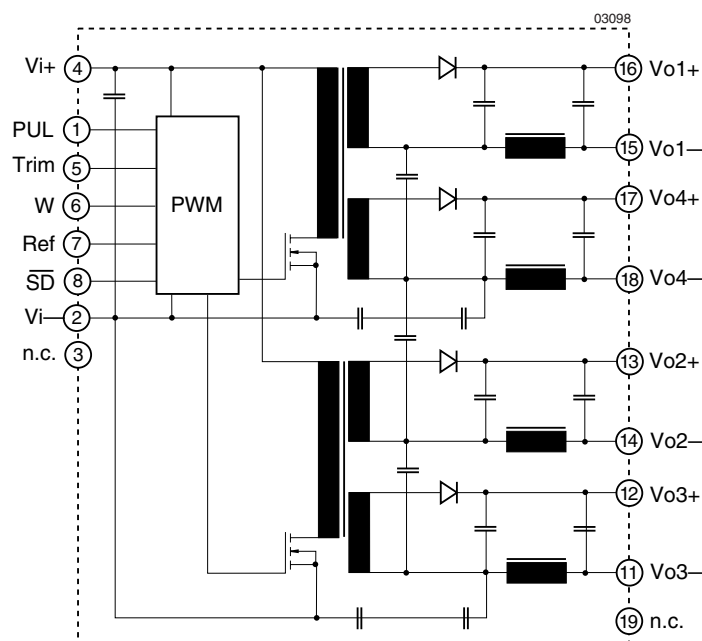 03098
Vi+ 4
16 Vo1+
PUL 1
15 Vo1—
Trim 5
W 6
PWM
17 Vo4+
Ref 7
S̅D̅ 8
18 Vo4—
Vi— 2
n.c. 3
13 Vo2+
14 Vo2—
12 Vo3+
11 Vo3—
19 n.c.